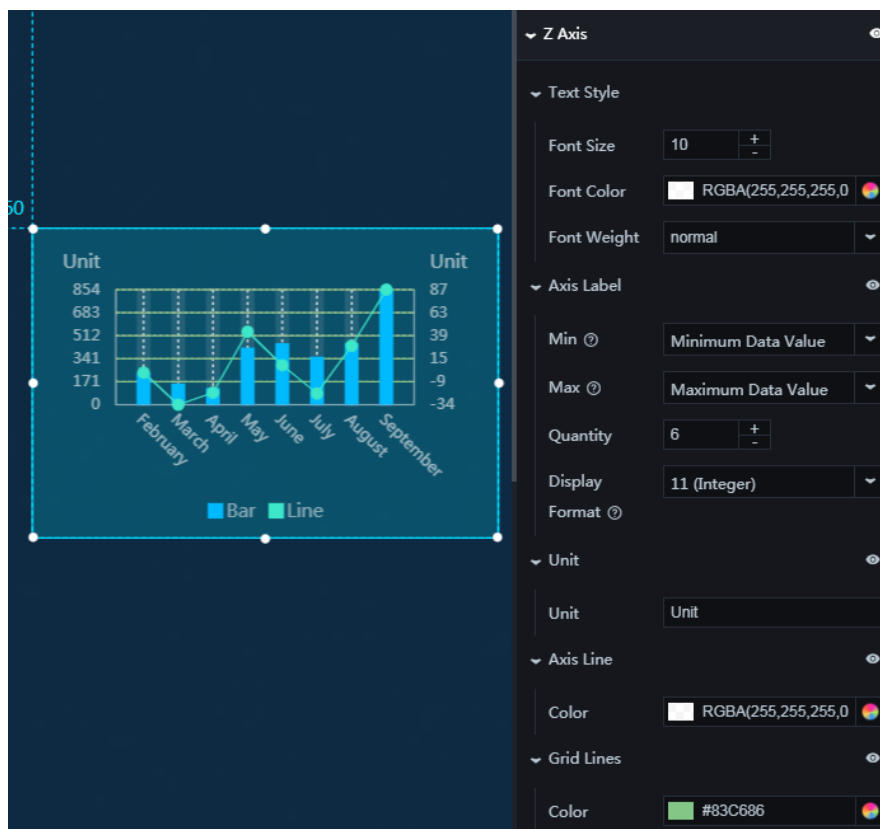 Z Axis
Text Style
Font Size 10 + -
Font Color RGBA(255,255,255,0
Font Weight normal
Axis Label
Min ? Minimum Data Value
Max ? Maximum Data Value
Quantity 6 + -
Display
Format ? 11 (Integer)
Unit
Unit Unit
Axis Line
Color RGBA(255,255,255,0
Grid Lines
Color #83C686
Unit Unit
854 87
683 63
512 39
341 15
171 -9
0 -34
February March April May June July August September
Bar Line